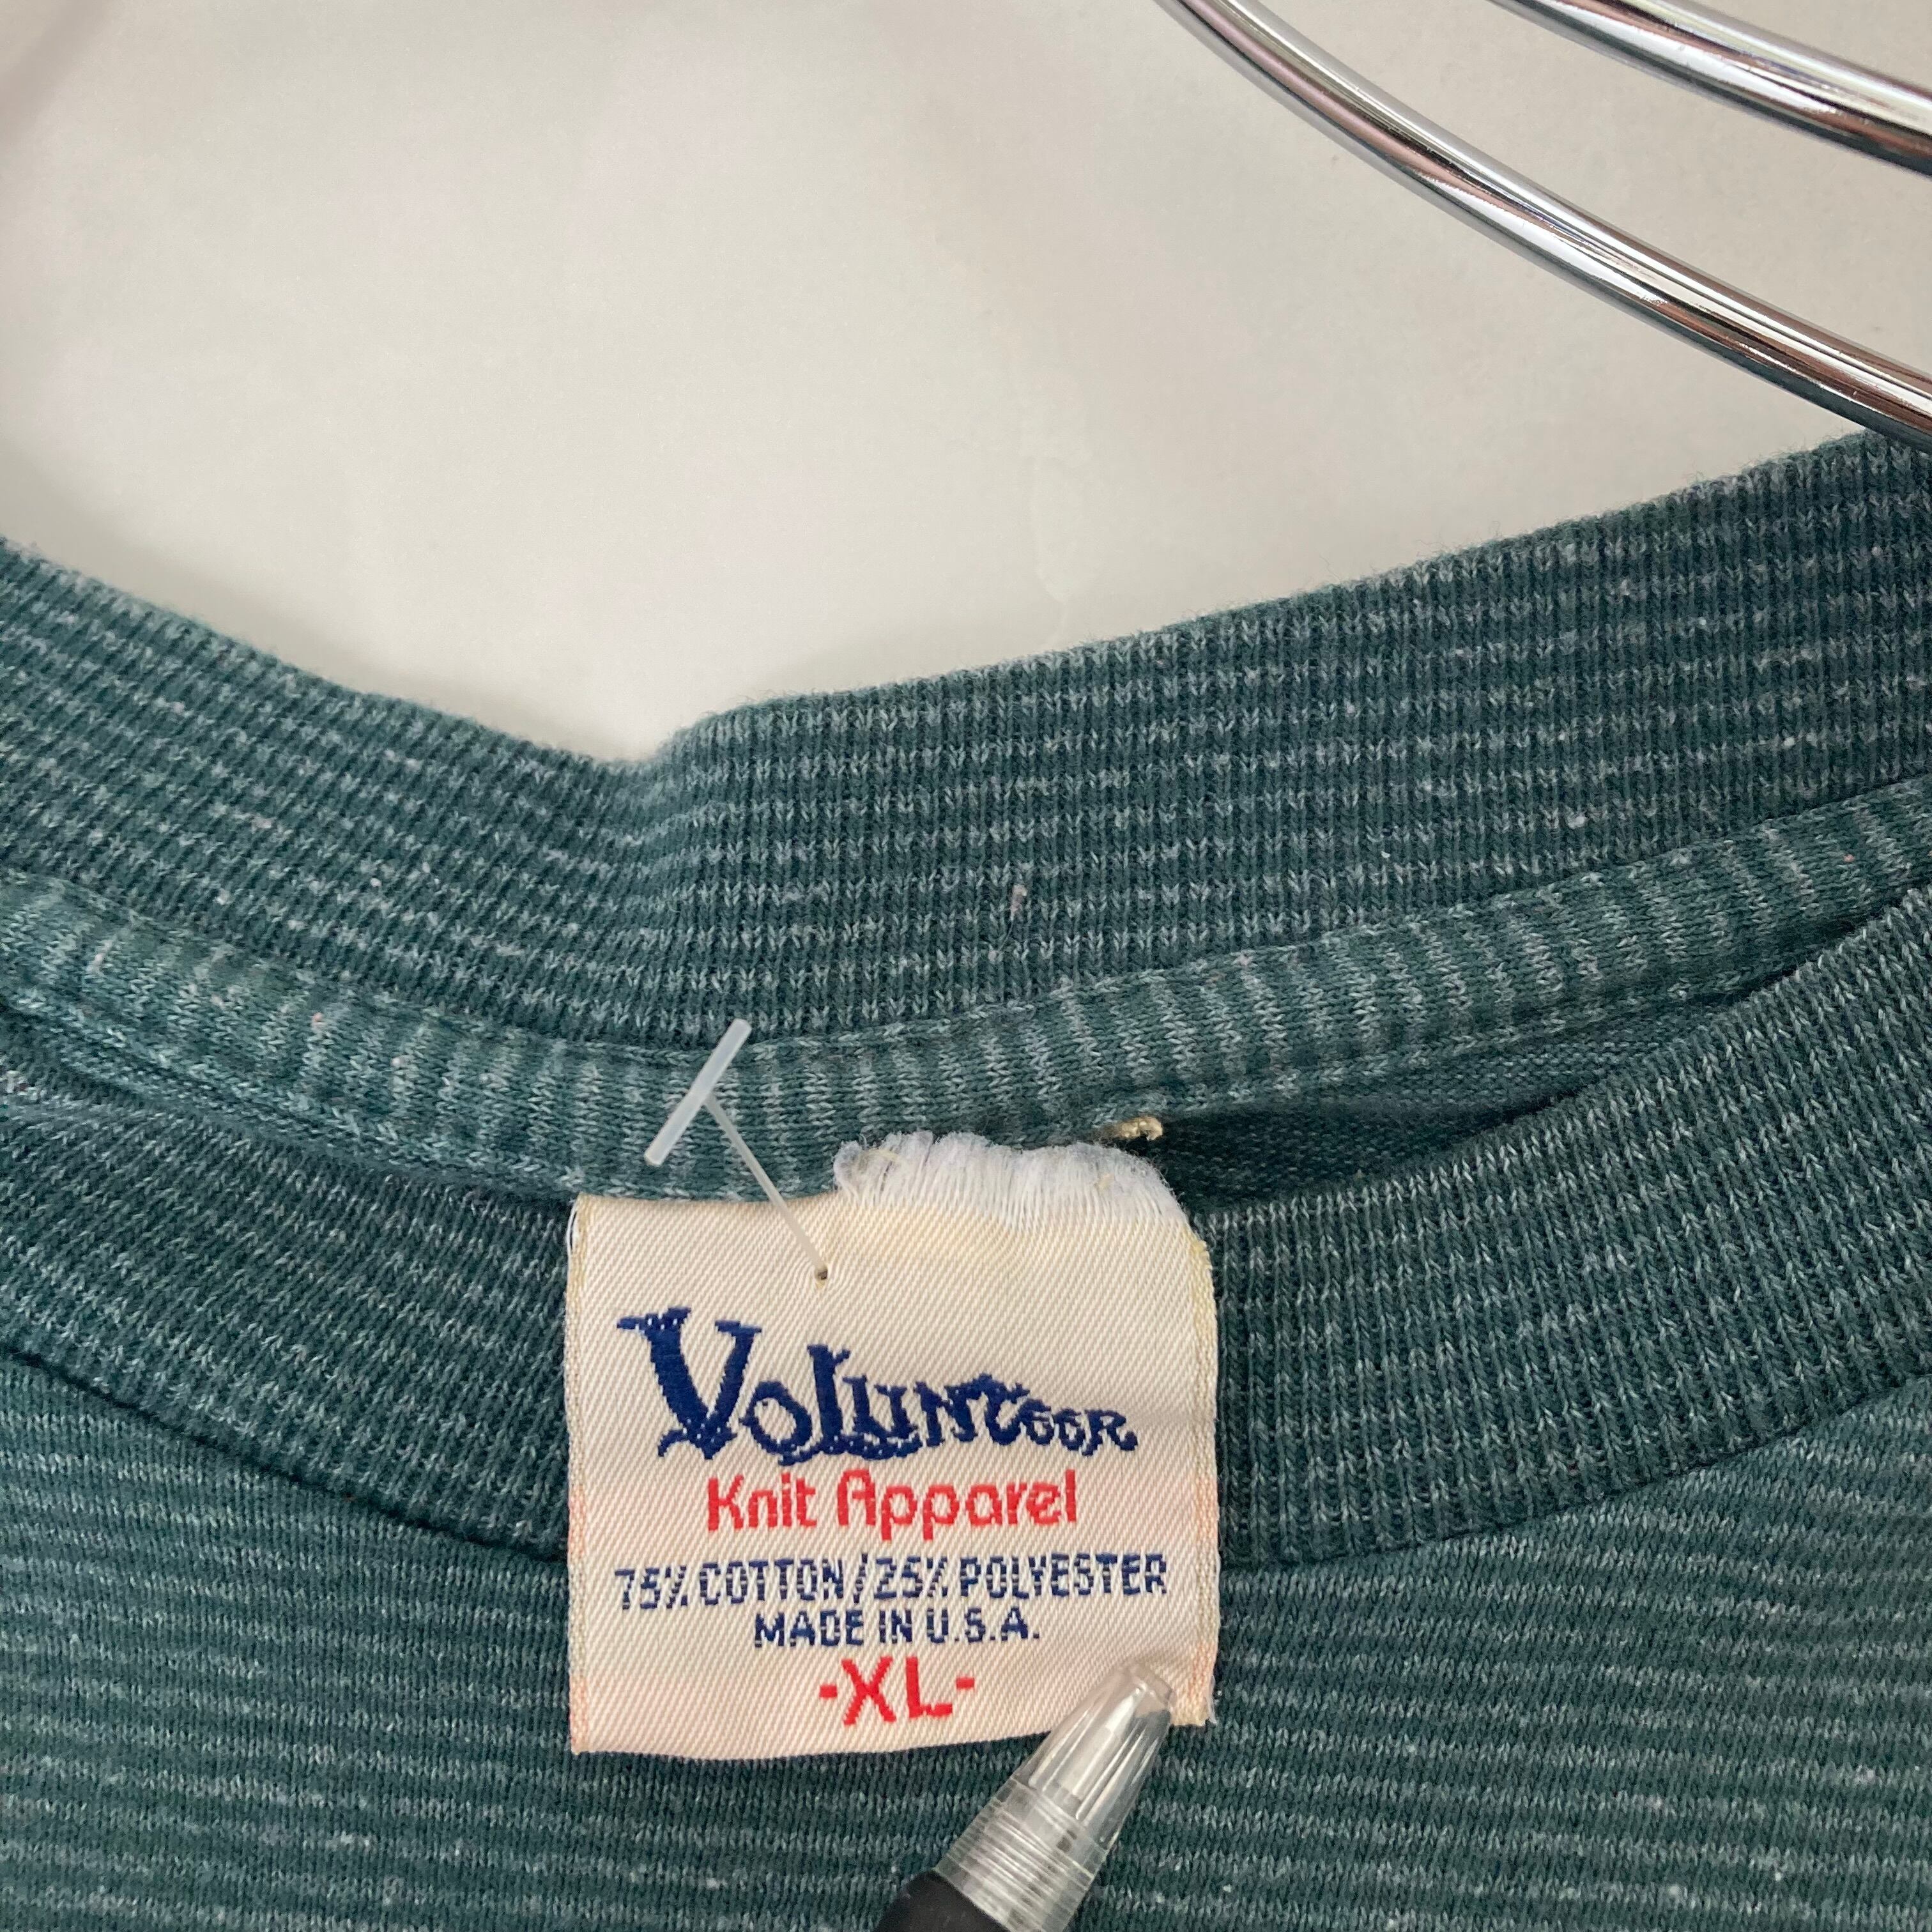 Volunteer
Knit Apparel
75% COTTON/25% POLYESTER
MADE IN U.S.A.
-XL-